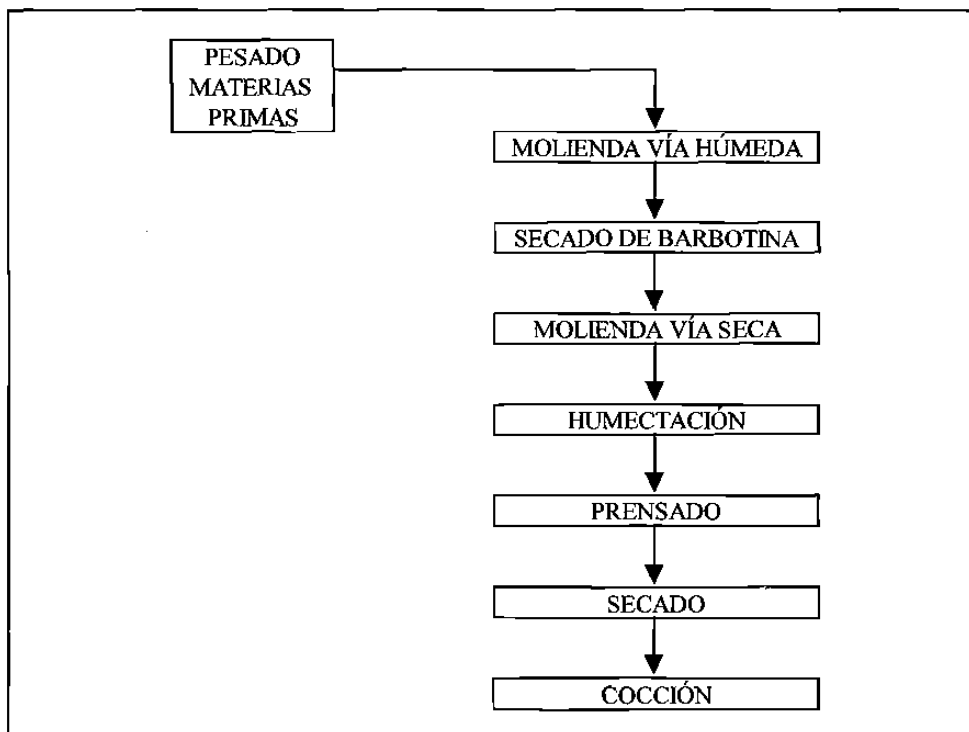 PESADO
MATERIAS
PRIMAS
MOLIENDA VÍA HÚMEDA
SECADO DE BARBOTINA
MOLIENDA VÍA SECA
HUMECTACIÓN
PRENSADO
SECADO
COCCIÓN